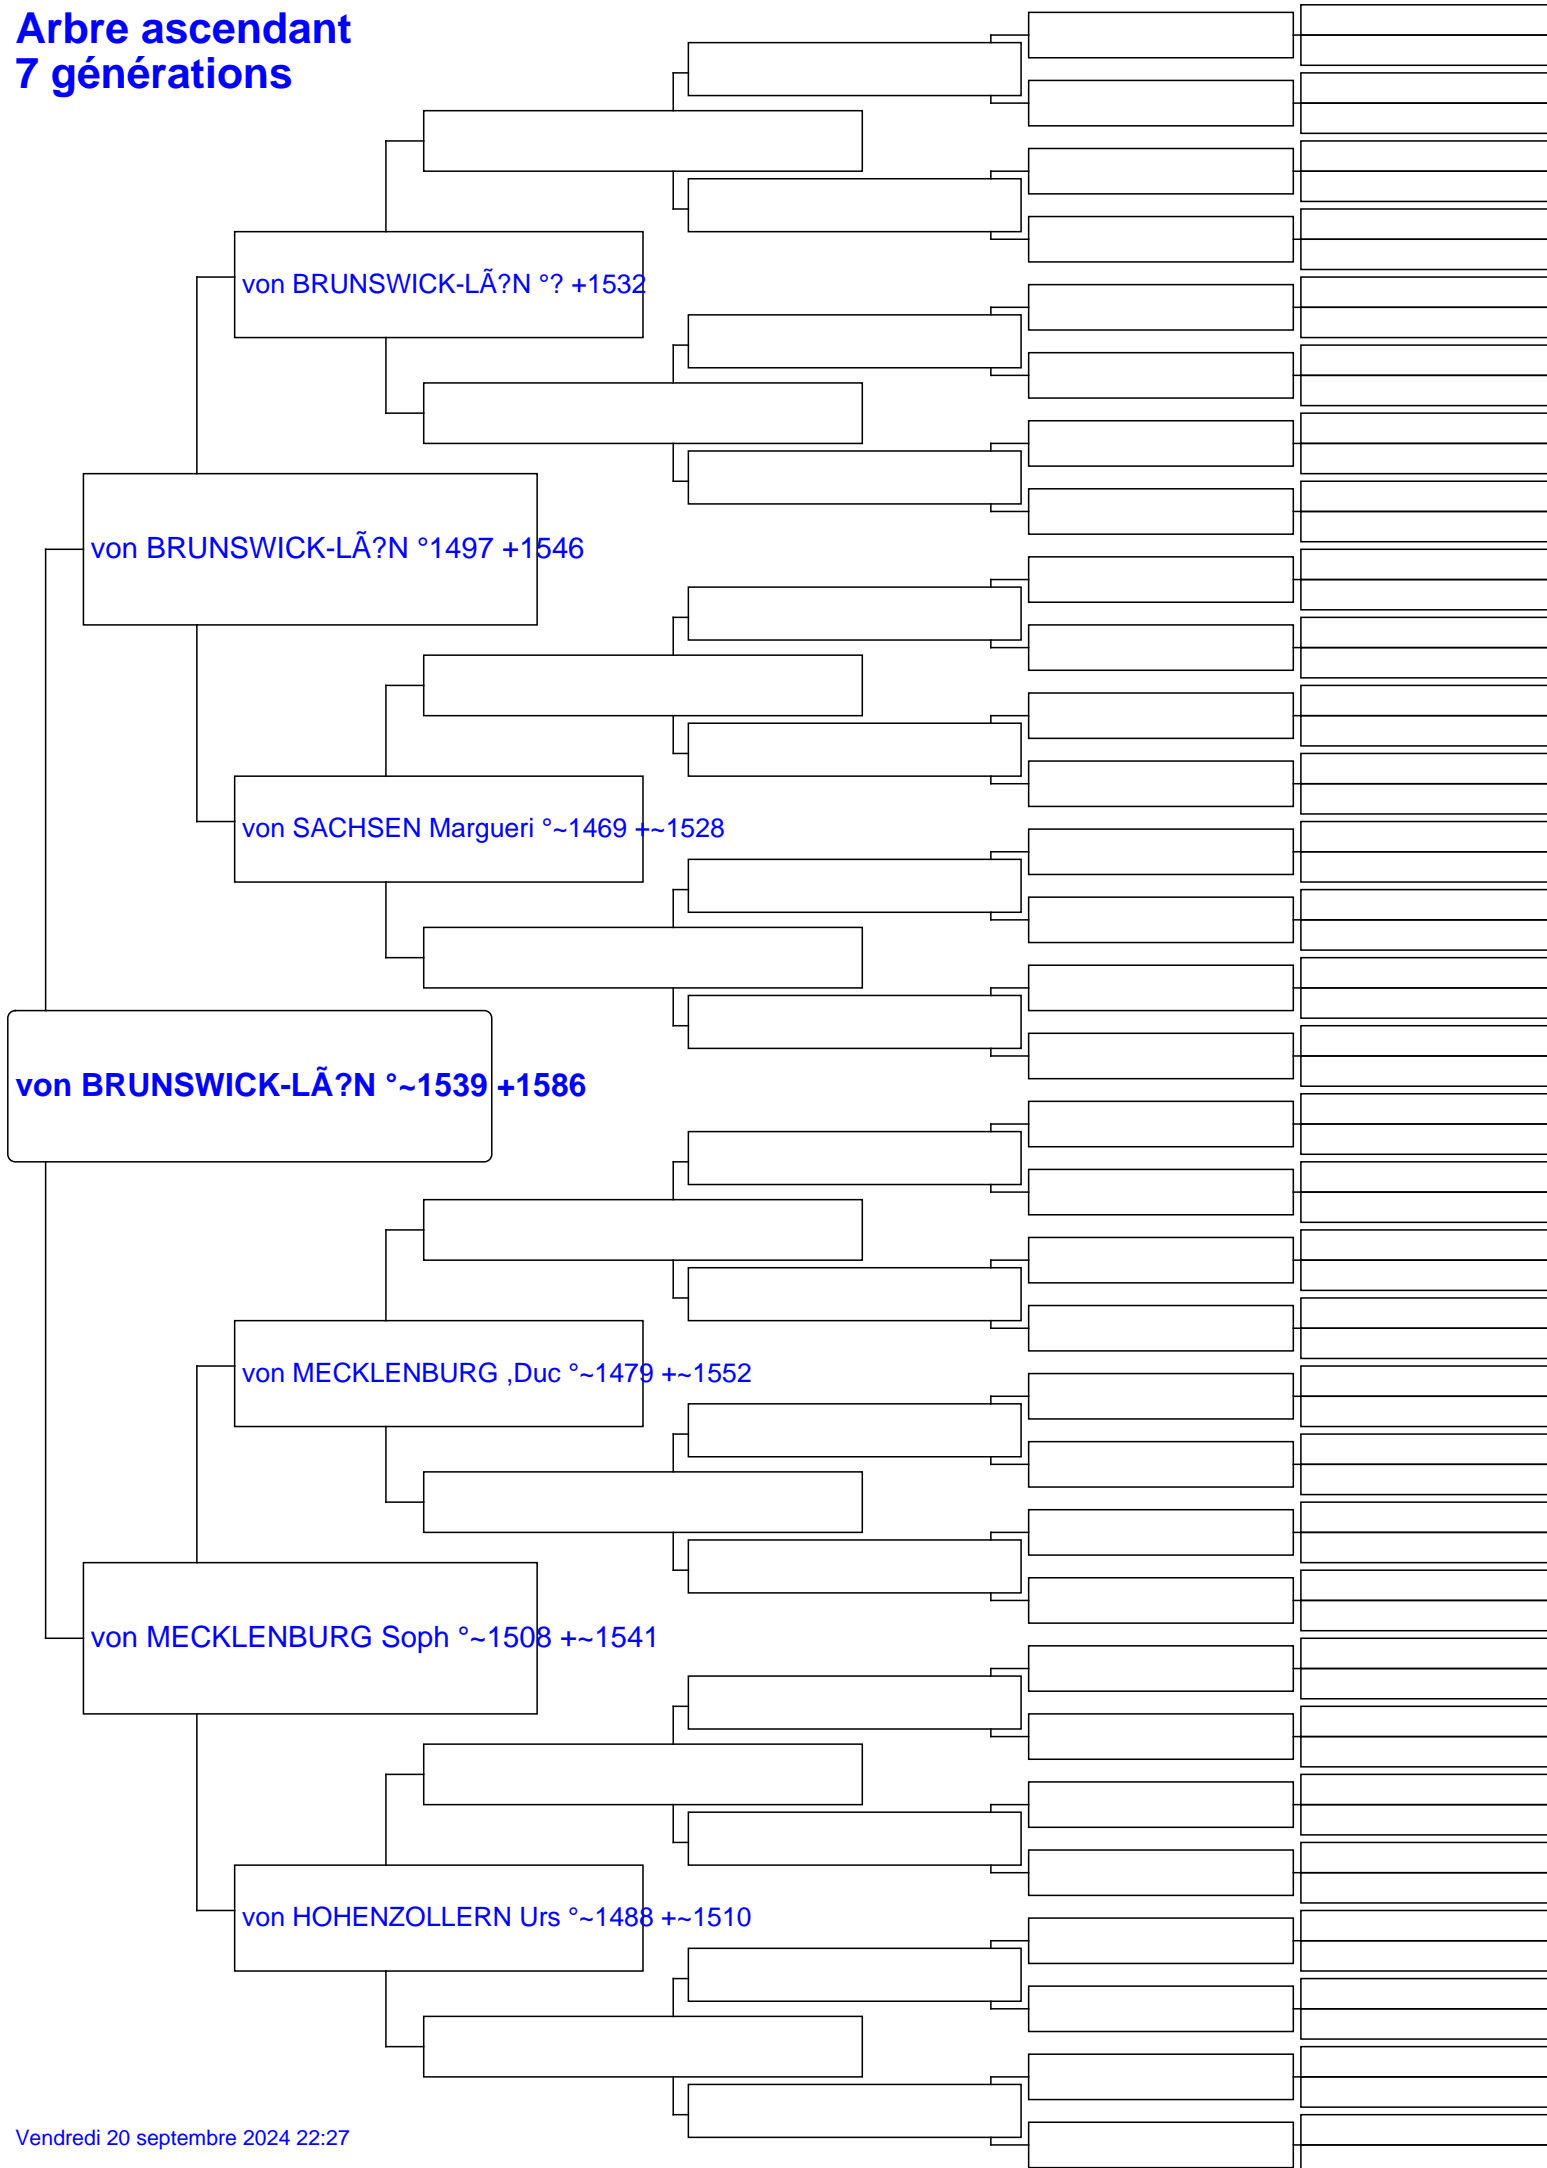 Arbre ascendant
7 générations
von BRUNSWICK-LÃ?N °? +1532
von BRUNSWICK-LÃ?N °1497 +1546
von SACHSEN Margueri °~1469 +~1528
von BRUNSWICK-LÃ?N °~1539 +1586
von MECKLENBURG ,Duc °~1479 +~1552
von MECKLENBURG Soph °~1508 +~1541
von HOHENZOLLERN Urs °~1488 +~1510
Vendredi 20 septembre 2024 22:27